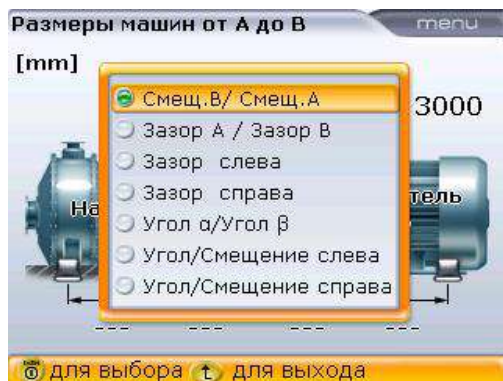 Размеры машин от А до В menu
[mm]
Смещ.В/ Смещ.А
3000
Зазор А / Зазор В
Зазор слева
Зазор справа
На тель
Угол α/Угол β
Угол/Смещение слева
Угол/Смещение справа
--- --- --- ---
для выбора для выхода